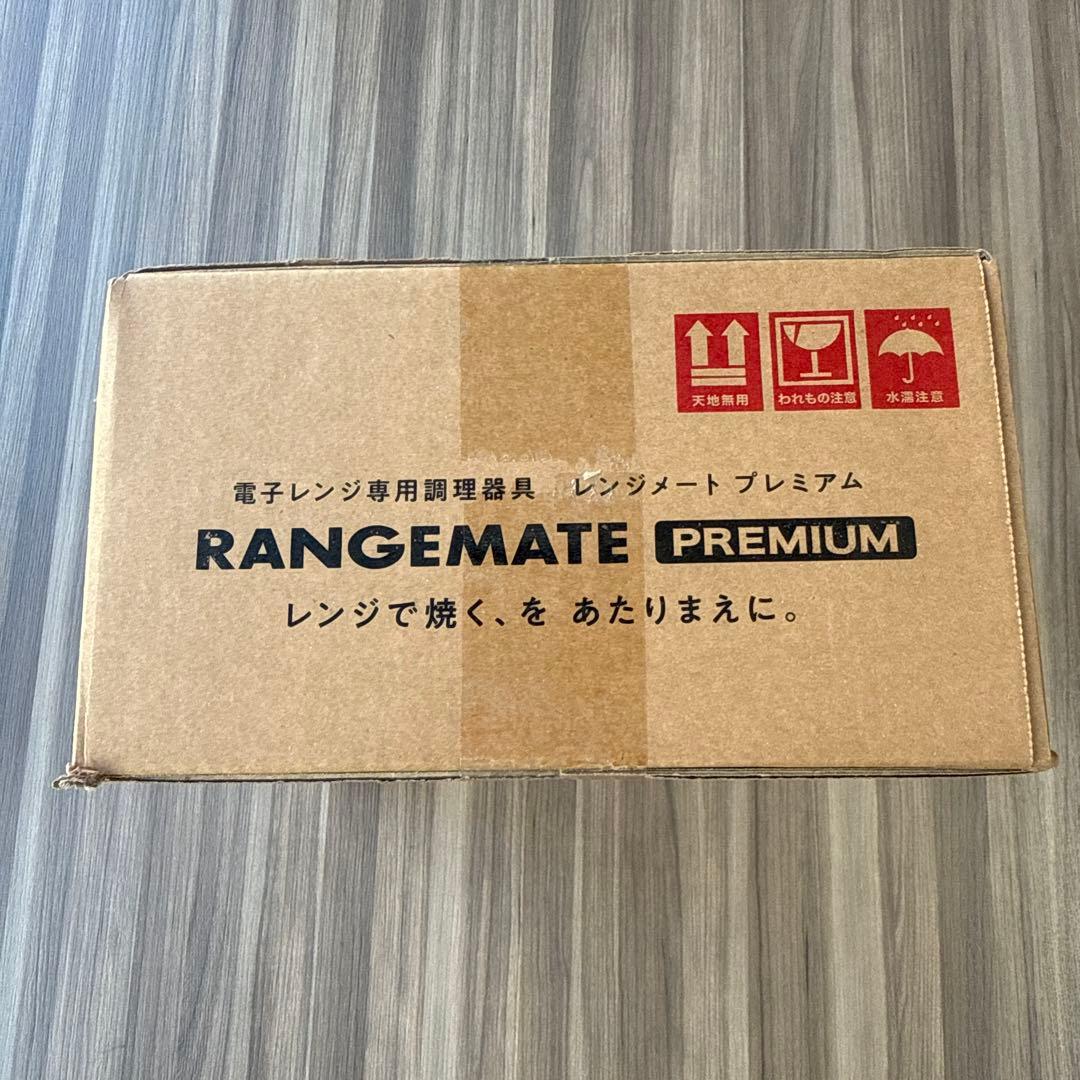 天地無用 われもの注意 水濡注意
電子レンジ専用調理器具 レンジメート プレミアム
RANGEMATE PREMIUM
レンジで焼く、を あたりまえに。